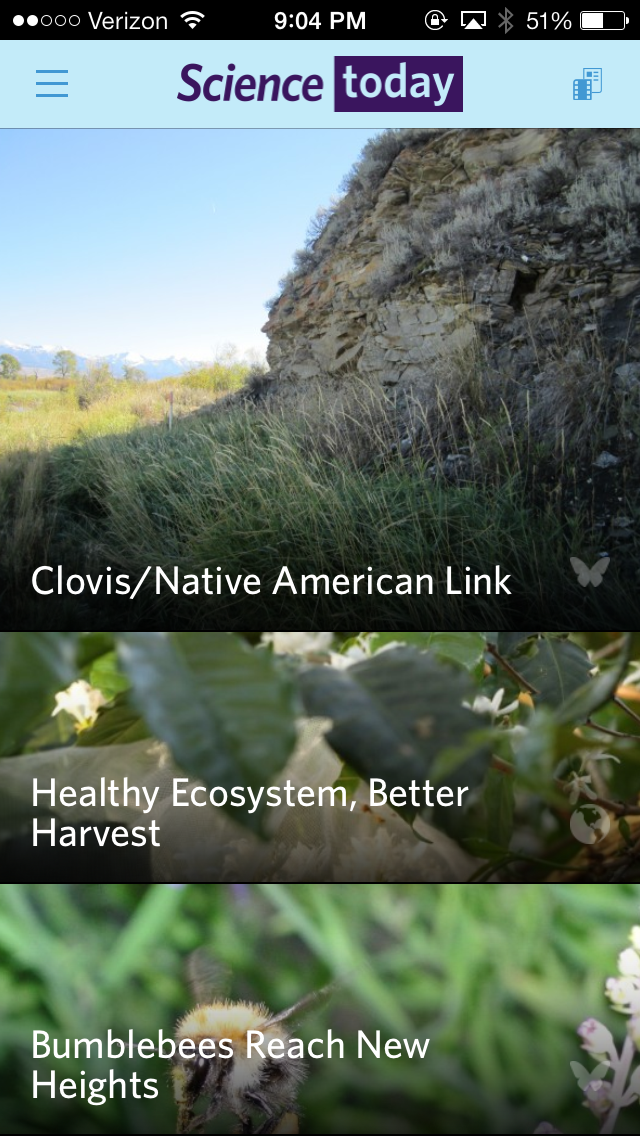 Verizon 9:04 PM 51%
Science today
Clovis/Native American Link
Healthy Ecosystem, Better
Harvest
Bumblebees Reach New
Heights